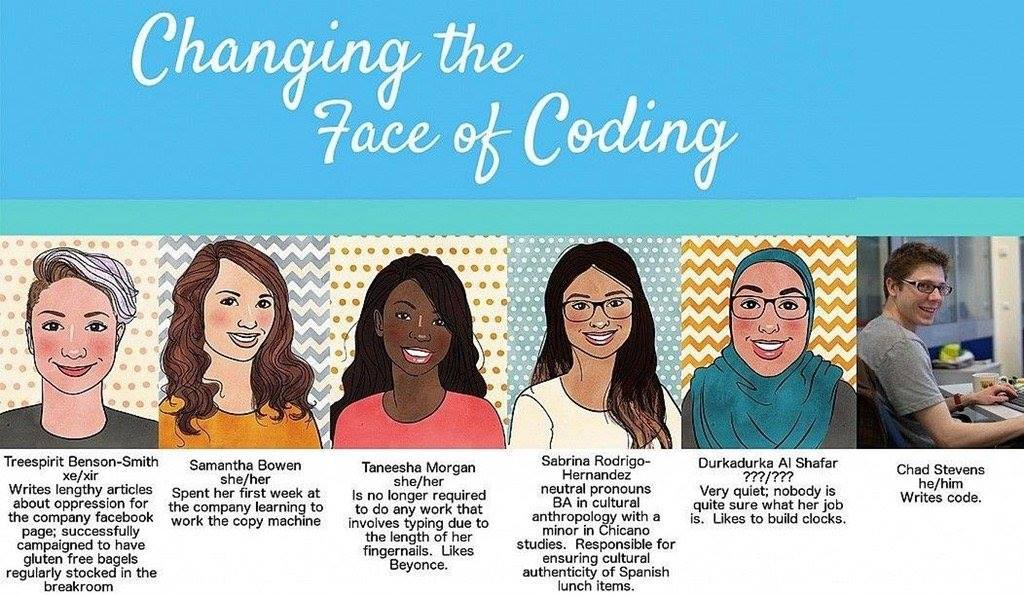 Changing the
Face of Coding
Treespirit Benson-Smith
xe/xir
Writes lengthy articles
about oppression for
the company facebook
page; successfully
campaigned to have
gluten free bagels
regularly stocked in the
breakroom
Samantha Bowen
she/her
Spent her first week at
the company learning to
work the copy machine
Taneesha Morgan
she/her
Is no longer required
to do any work that
involves typing due to
the length of her
fingernails. Likes
Beyonce.
Sabrina Rodrigo-
Hernandez
neutral pronouns
BA in cultural
anthropology with a
minor in Chicano
studies. Responsible for
ensuring cultural
authenticity of Spanish
lunch items.
Durkadurka Al Shafar
???/???
Very quiet; nobody is
quite sure what her job
is. Likes to build clocks.
Chad Stevens
he/him
Writes code.